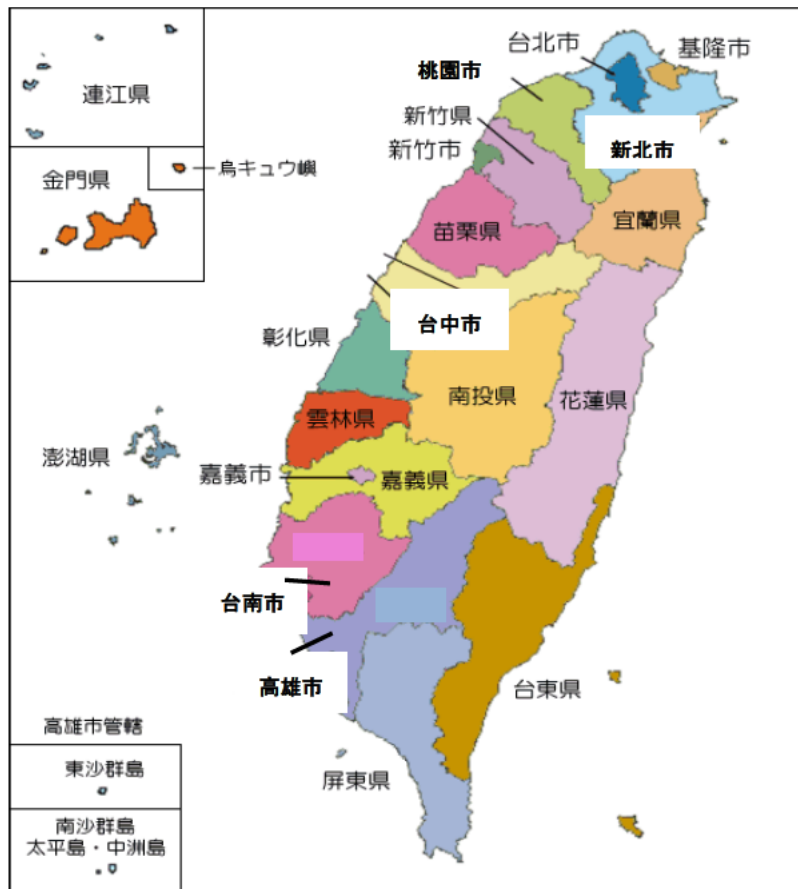 連江県
金門県
烏キュウ嶼
台北市
基隆市
桃園市
新竹県
新竹市
新北市
苗栗県
宜蘭県
台中市
彰化県
南投県
花蓮県
雲林県
澎湖県
嘉義市
嘉義県
台南市
高雄市
台東県
屏東県
高雄市管轄
東沙群島
南沙群島
太平島・中洲島